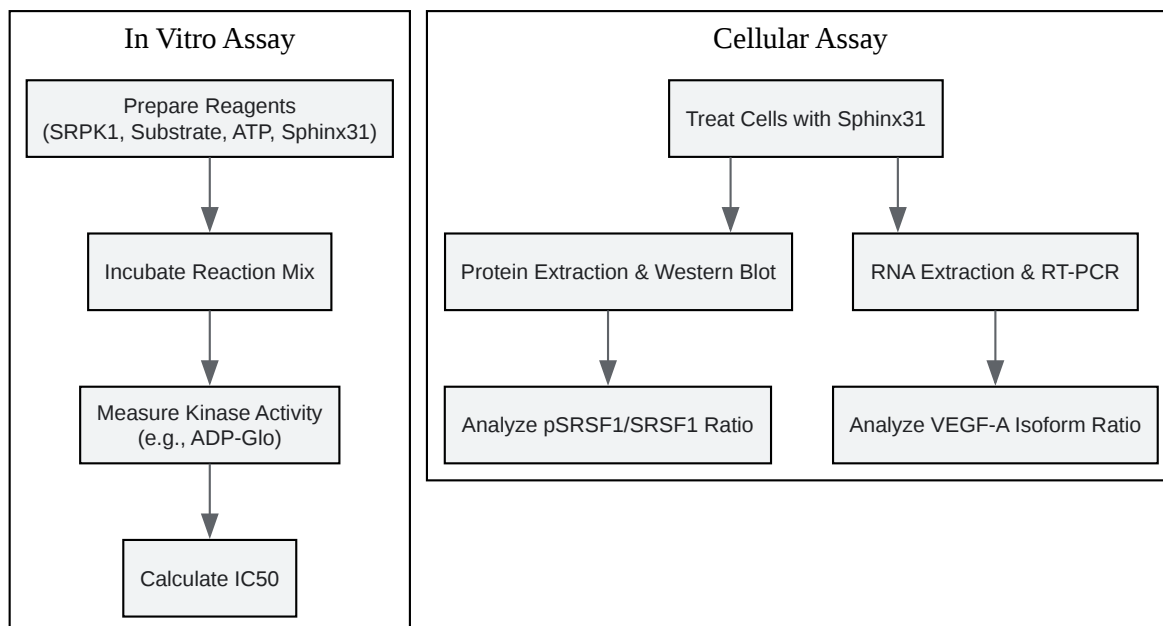 In Vitro Assay
Prepare Reagents
(SRPK1, Substrate, ATP, Sphinx31)
Incubate Reaction Mix
Measure Kinase Activity
(e.g., ADP-Glo)
Calculate IC50
Cellular Assay
Treat Cells with Sphinx31
Protein Extraction & Western Blot
RNA Extraction & RT-PCR
Analyze pSRSF1/SRSF1 Ratio
Analyze VEGF-A Isoform Ratio